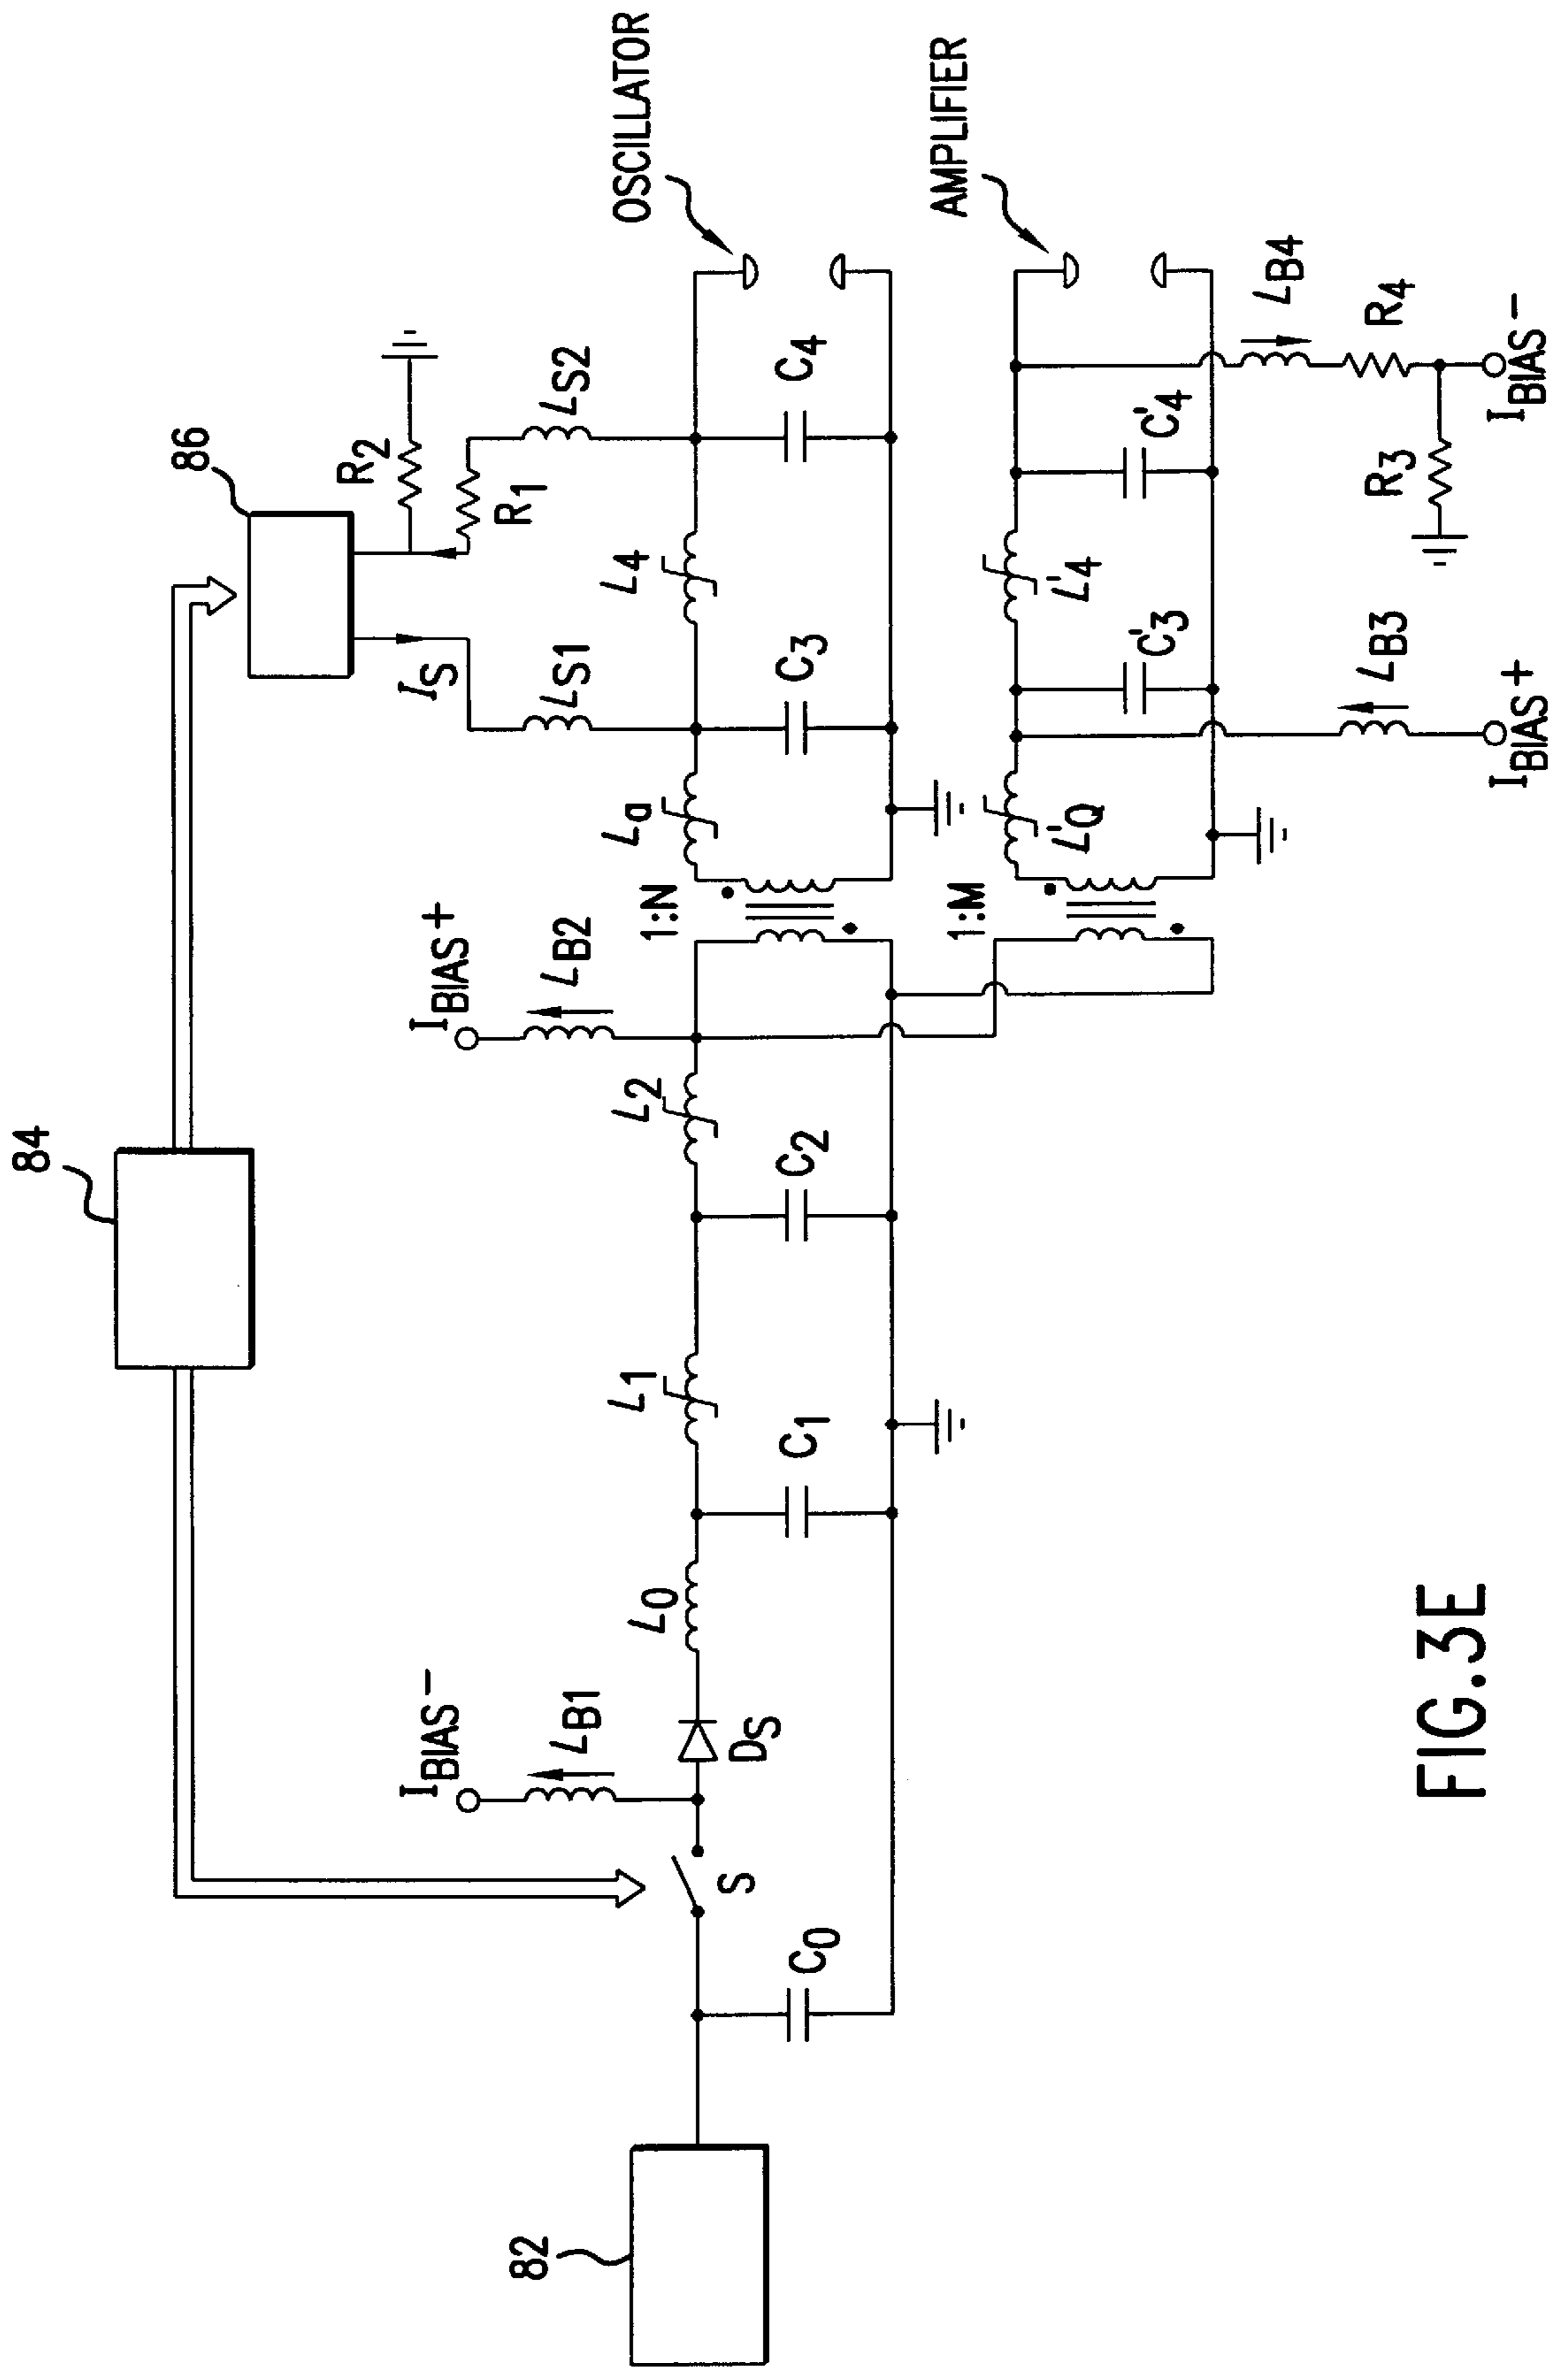 84
86
R2
R1
IS
LS1
LS2
OSCILLATOR
IBIAS+
LB2
IBIAS-
LB1
82
C0
S
DS
L0
L1
C1
C2
L2
1:N
La
C3
L4
C4
AMPLIFIER
1:M
L'Q
C'3
L'4
C'4
LB4
R4
R3
IBIAS-
LB3
IBIAS+
FIG.3E